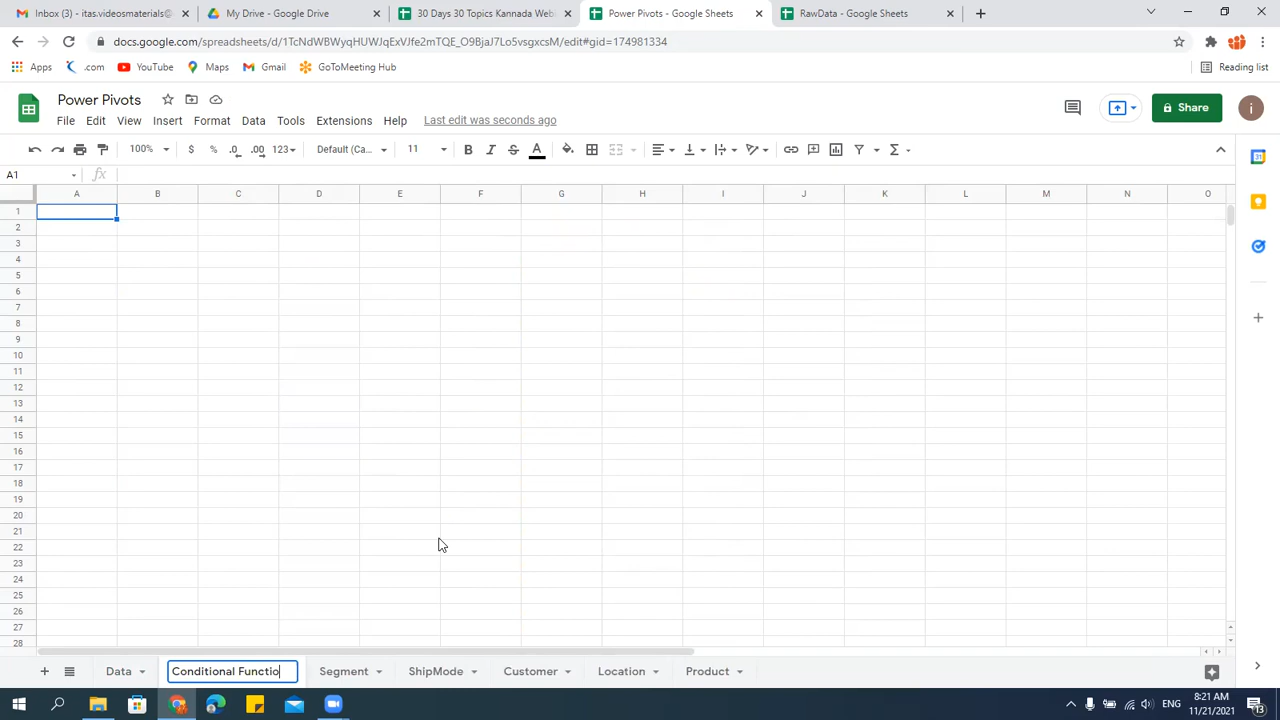 Inbox (3) - its.videosmaterials@
My Drive - Google Drive
30 Days 30 Topics Kannada Web
Power Pivots - Google Sheets
RawData - Google Sheets
docs.google.com/spreadsheets/d/1TcNdWBWyqHUWJqExVJfe2mTQE_O9BjaJ7Lo5vsgxcsM/edit#gid=174981334
Apps .com YouTube Maps Gmail GoToMeeting Hub Reading list
Power Pivots
File Edit View Insert Format Data Tools Extensions Help Last edit was seconds ago
Share i
100% $ % .0 .00 123 Default (Ca... 11 B I S A
A1 fx
A B C D E F G H I J K L M N O
1
2
3
4
5
6
7
8
9
10
11
12
13
14
15
16
17
18
19
20
21
22
23
24
25
26
27
28
Data Conditional Functio Segment ShipMode Customer Location Product
ENG 8:21 AM
11/21/2021
13